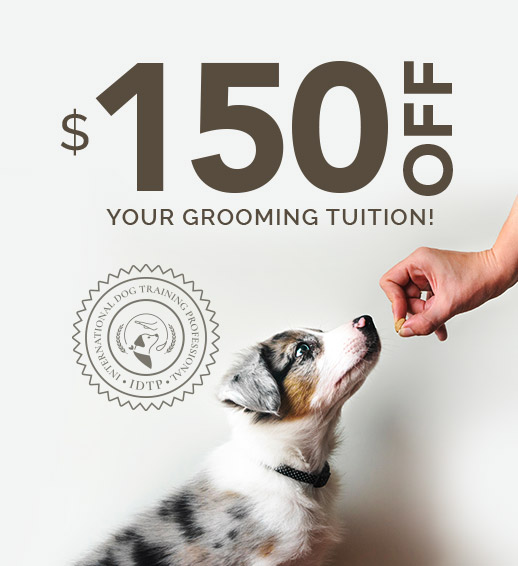 $150 OFF
YOUR GROOMING TUITION!
INTERNATIONAL DOG TRAINING PROFESSIONAL
• IDTP •